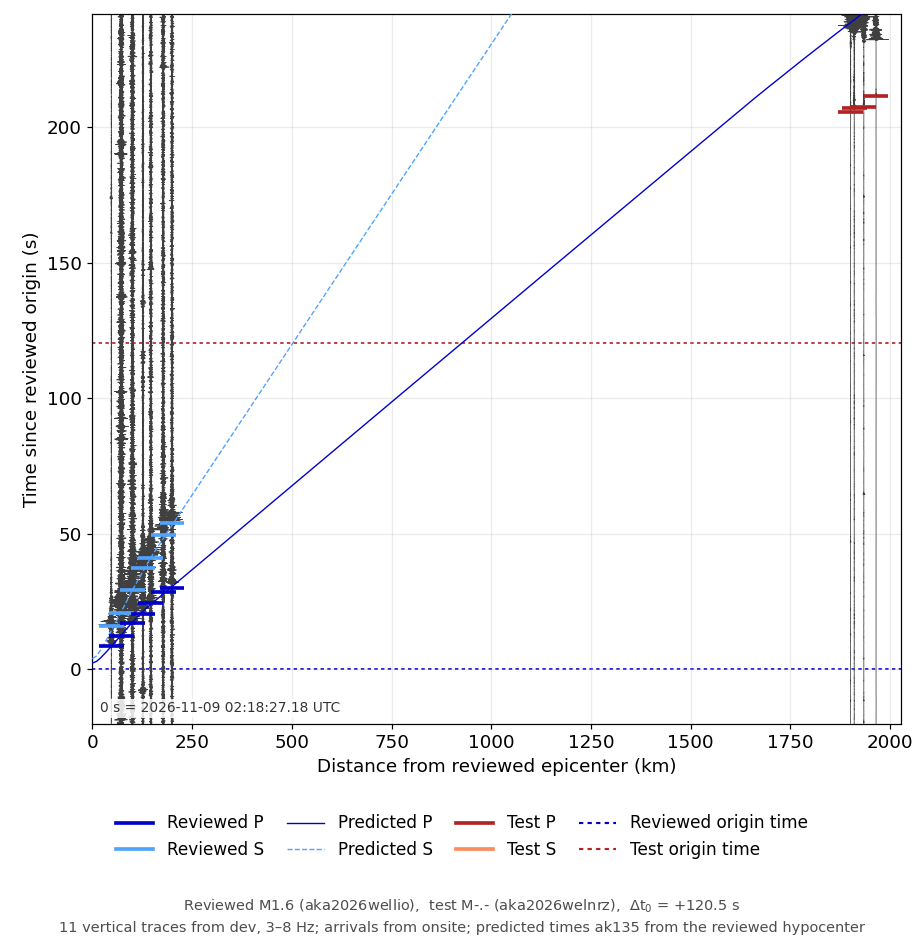 Time since reviewed origin (s)
200
150
100
50
0
0 s = 2026-11-09 02:18:27.18 UTC
0 250 500 750 1000 1250 1500 1750 2000
Distance from reviewed epicenter (km)
Reviewed P Predicted P Test P Reviewed origin time
Reviewed S Predicted S Test S Test origin time
Reviewed M1.6 (aka2026wellio), test M-.- (aka2026welnrz), Δt₀ = +120.5 s
11 vertical traces from dev, 3–8 Hz; arrivals from onsite; predicted times ak135 from the reviewed hypocenter